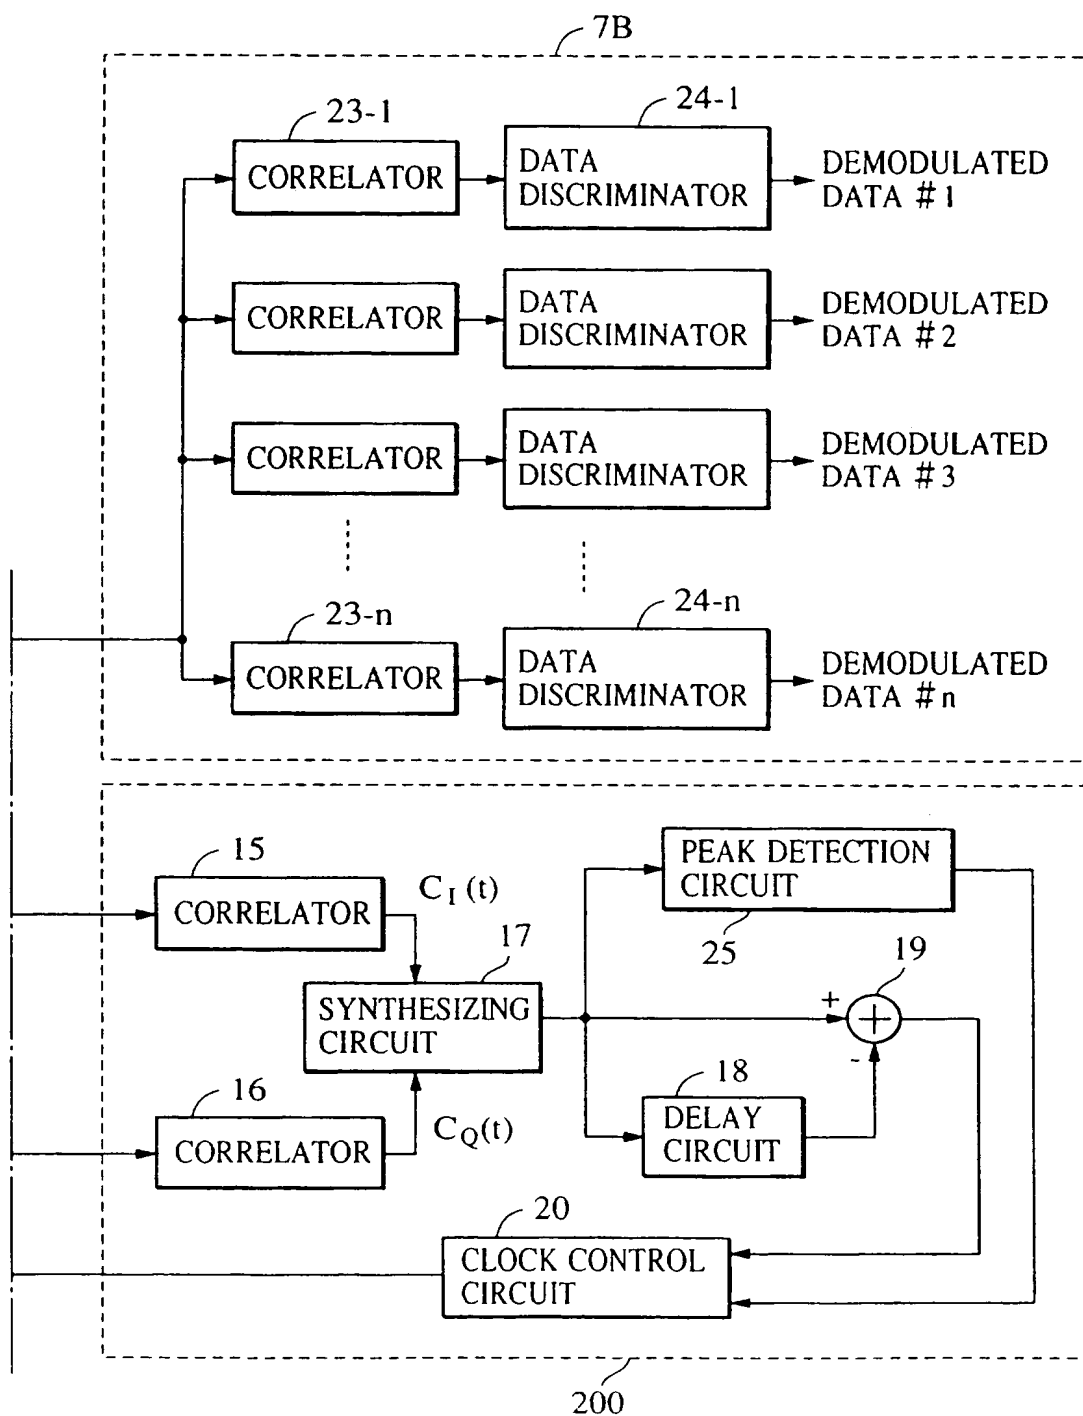 7B
23-1
24-1
CORRELATOR
DATA
DISCRIMINATOR
DEMODULATED
DATA #1
CORRELATOR
DATA
DISCRIMINATOR
DEMODULATED
DATA #2
CORRELATOR
DATA
DISCRIMINATOR
DEMODULATED
DATA #3
23-n
24-n
CORRELATOR
DATA
DISCRIMINATOR
DEMODULATED
DATA #n
15
CORRELATOR
C_I(t)
PEAK DETECTION
CIRCUIT
25
17
19
SYNTHESIZING
CIRCUIT
+
+
-
16
CORRELATOR
C_Q(t)
18
DELAY
CIRCUIT
20
CLOCK CONTROL
CIRCUIT
200